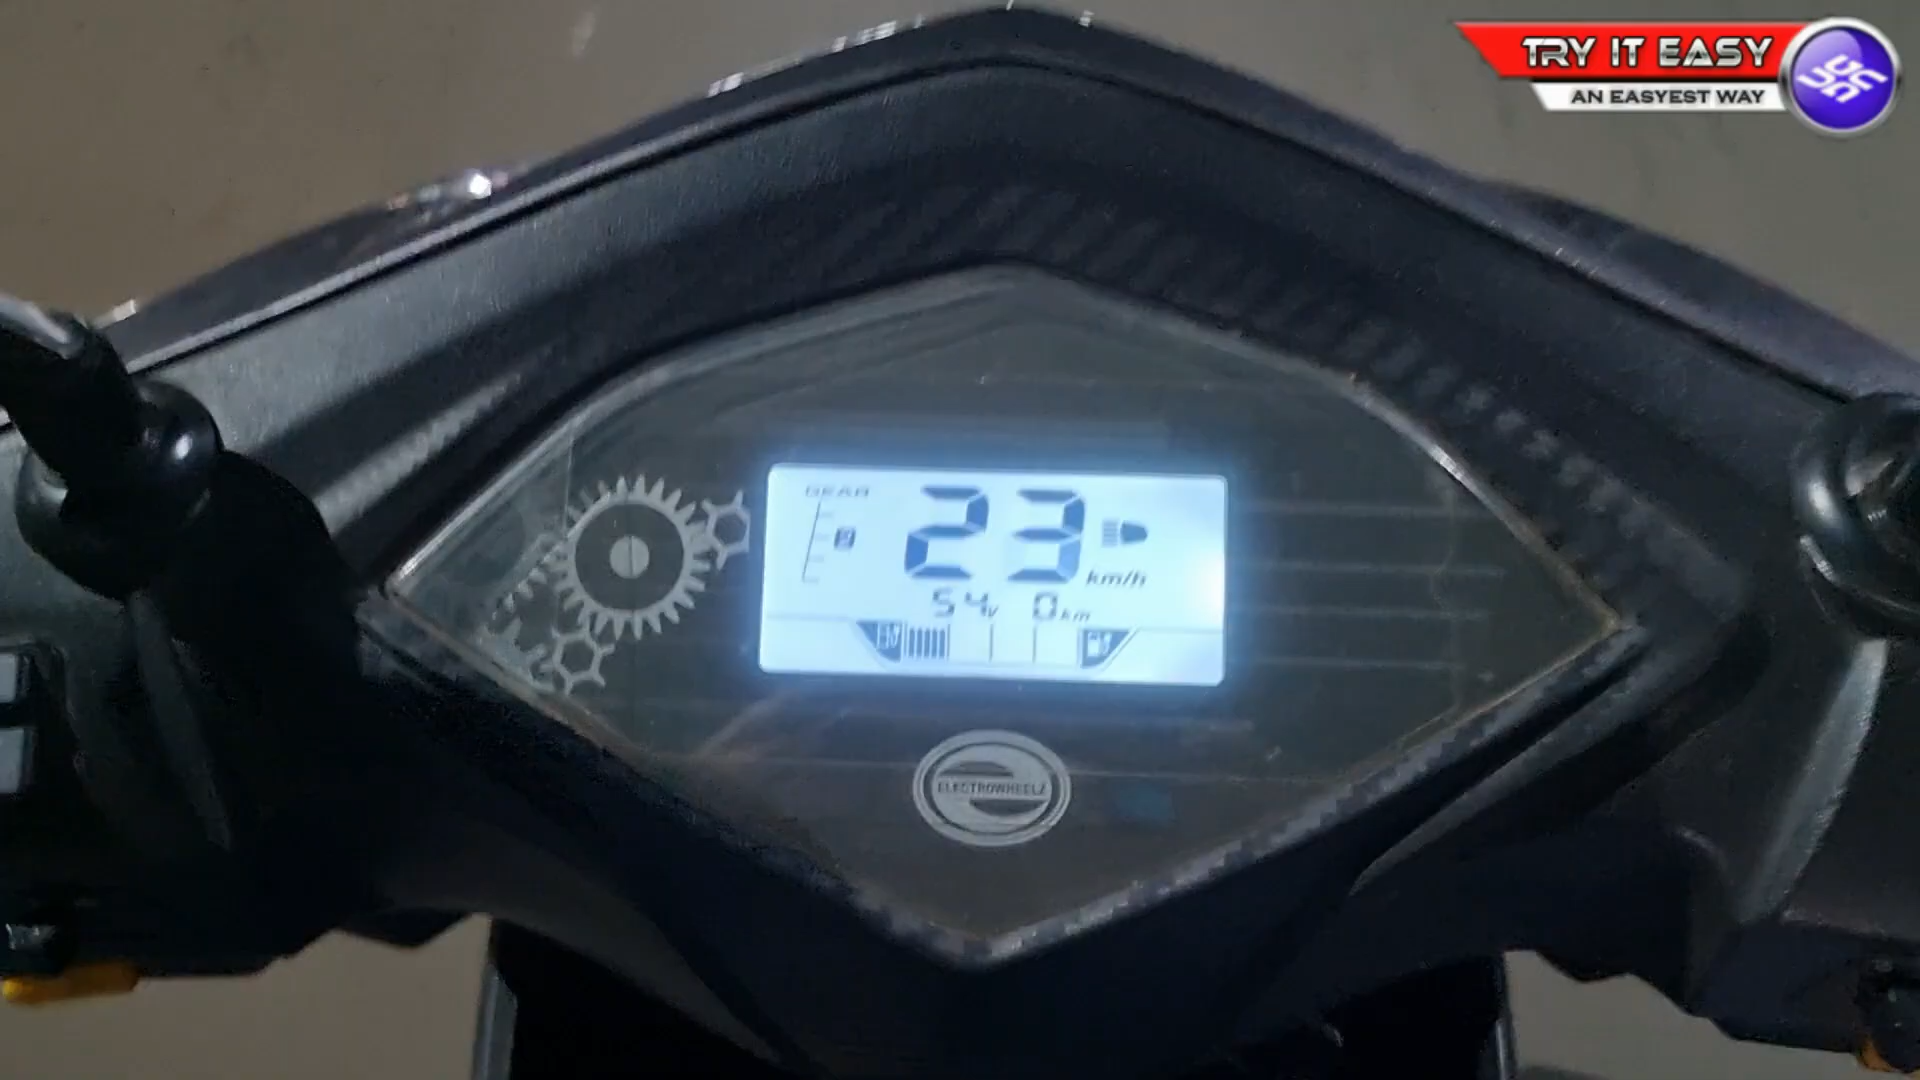 TRY IT EASY
AN EASYEST WAY
GEAR
23
km/h
54v
0km
ELECTROWHEELZ